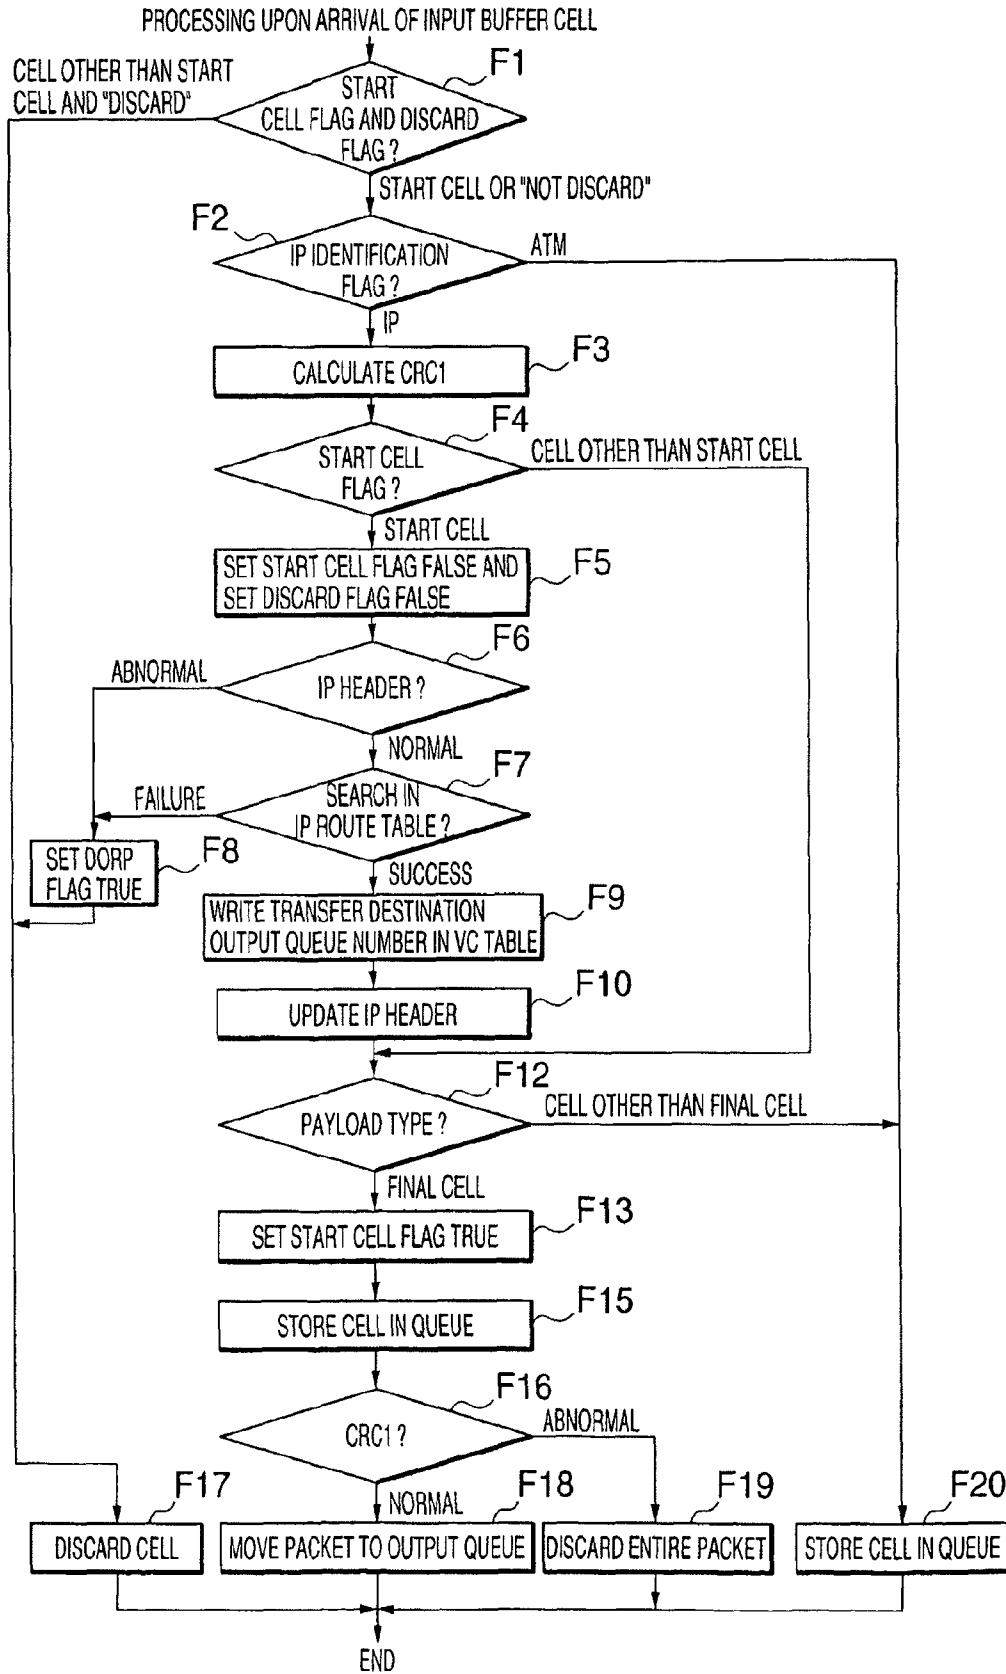 PROCESSING UPON ARRIVAL OF INPUT BUFFER CELL
F1
CELL OTHER THAN START
CELL AND "DISCARD"
START
CELL FLAG AND DISCARD
FLAG ?
START CELL OR "NOT DISCARD"
F2
IP IDENTIFICATION
FLAG ?
ATM
IP
F3
CALCULATE CRC1
F4
START CELL
FLAG ?
CELL OTHER THAN START CELL
START CELL
F5
SET START CELL FLAG FALSE AND
SET DISCARD FLAG FALSE
F6
ABNORMAL
IP HEADER ?
NORMAL
F7
FAILURE
SEARCH IN
IP ROUTE TABLE ?
F8
SET DORP
FLAG TRUE
SUCCESS
F9
WRITE TRANSFER DESTINATION
OUTPUT QUEUE NUMBER IN VC TABLE
F10
UPDATE IP HEADER
F12
PAYLOAD TYPE ?
CELL OTHER THAN FINAL CELL
FINAL CELL
F13
SET START CELL FLAG TRUE
F15
STORE CELL IN QUEUE
F16
CRC1 ?
ABNORMAL
NORMAL
F17
DISCARD CELL
F18
MOVE PACKET TO OUTPUT QUEUE
F19
DISCARD ENTIRE PACKET
F20
STORE CELL IN QUEUE
END